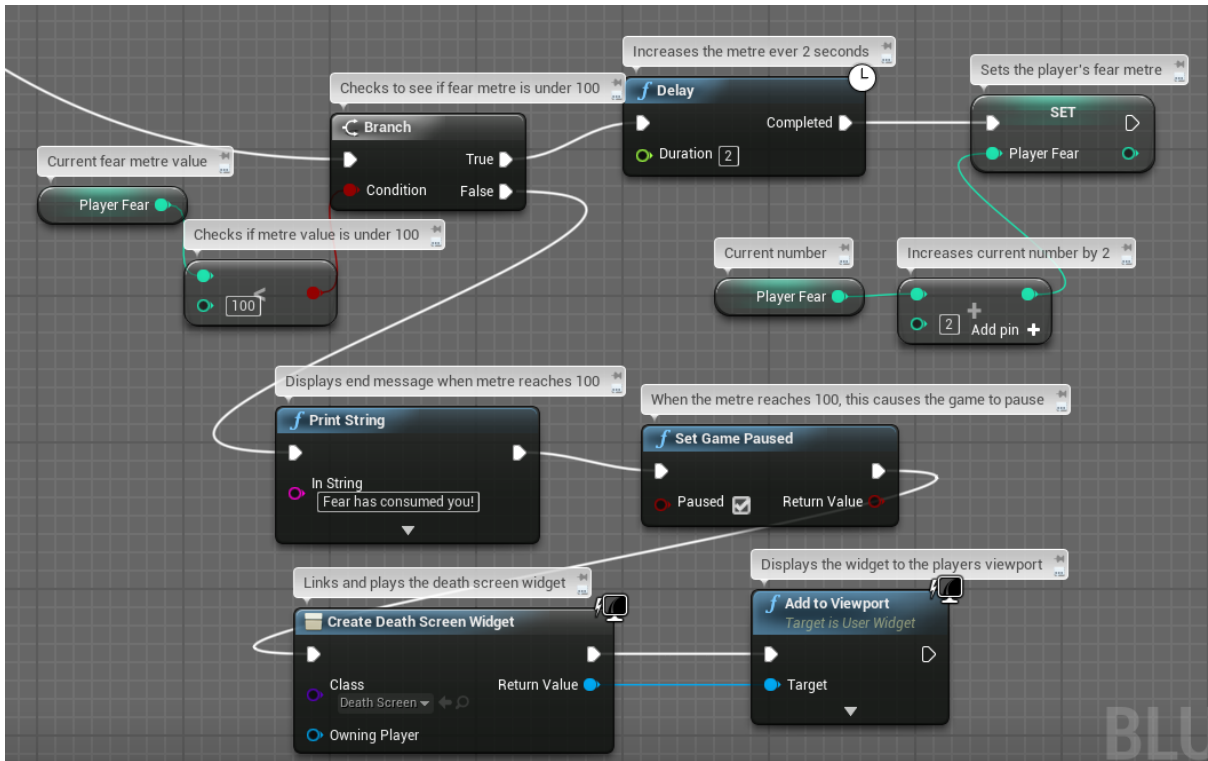 Increases the metre ever 2 seconds
Delay
Completed
Duration 2
Sets the player's fear metre
SET
Player Fear
Checks to see if fear metre is under 100
Branch
True
Condition
False
Current fear metre value
Player Fear
Checks if metre value is under 100
<
100
Current number
Player Fear
Increases current number by 2
+
2
Add pin +
Displays end message when metre reaches 100
Print String
In String
Fear has consumed you!
When the metre reaches 100, this causes the game to pause
Set Game Paused
Paused
Return Value
Links and plays the death screen widget
Create Death Screen Widget
Class
Death Screen
Return Value
Owning Player
Displays the widget to the players viewport
Add to Viewport
Target is User Widget
Target
BLU